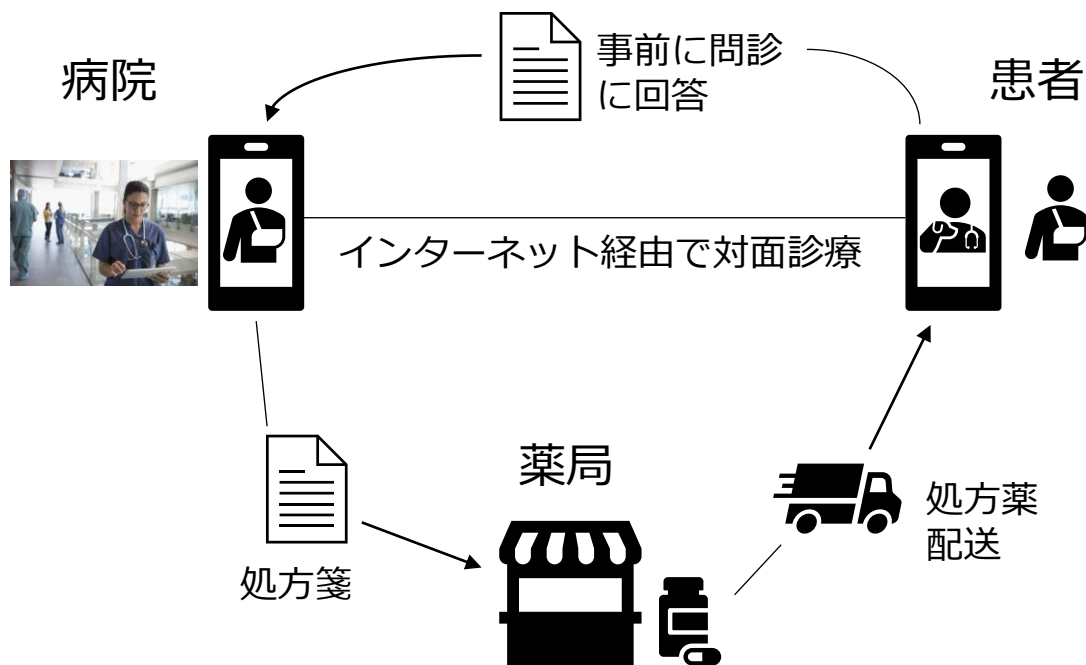 事前に問診
に回答
病院
患者
インターネット経由で対面診療
薬局
処方薬
配送
処方箋